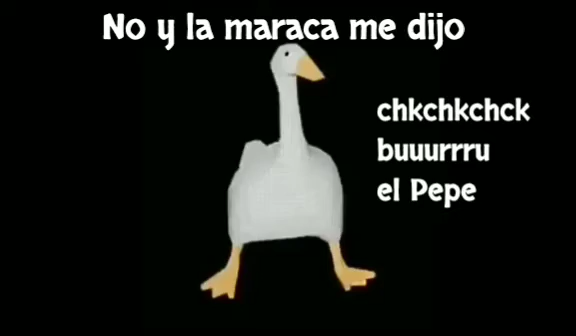 No y la maraca me dijo
chkchkchck
buuurrru
el Pepe